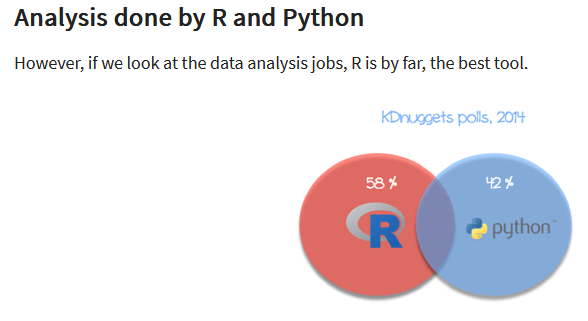 Analysis done by R and Python
However, if we look at the data analysis jobs, R is by far, the best tool.
KDnuggets polls, 2014
58 %
42 %
R
python